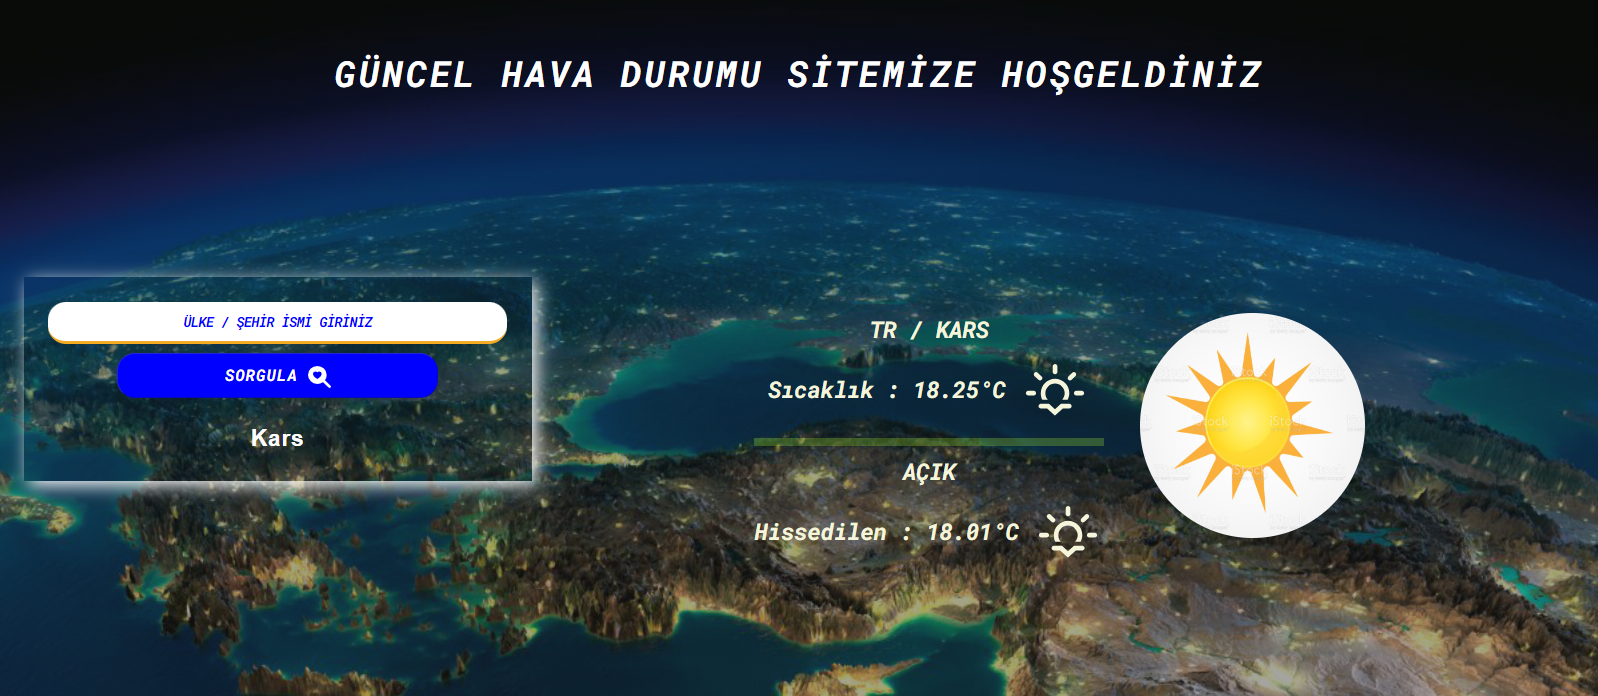 GÜNCEL HAVA DURUMU SİTEMİZE HOŞGELDİNİZ
ÜLKE / ŞEHİR İSMİ GİRİNİZ
SORGULA
Kars
TR / KARS
Sıcaklık : 18.25°C
AÇIK
Hissedilen : 18.01°C
iStock